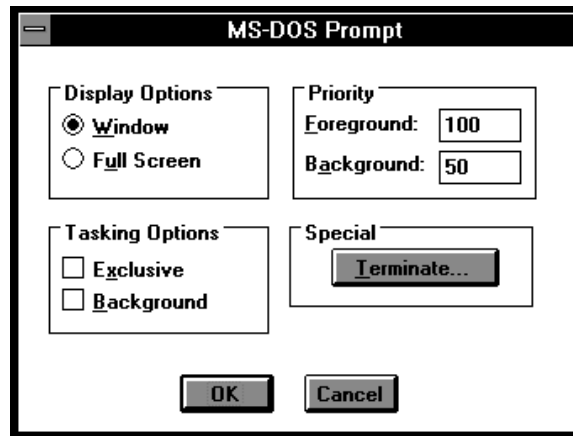 MS-DOS Prompt
Display Options
Window
Full Screen
Priority
Foreground: 100
Background: 50
Tasking Options
Exclusive
Background
Special
Terminate...
OK
Cancel